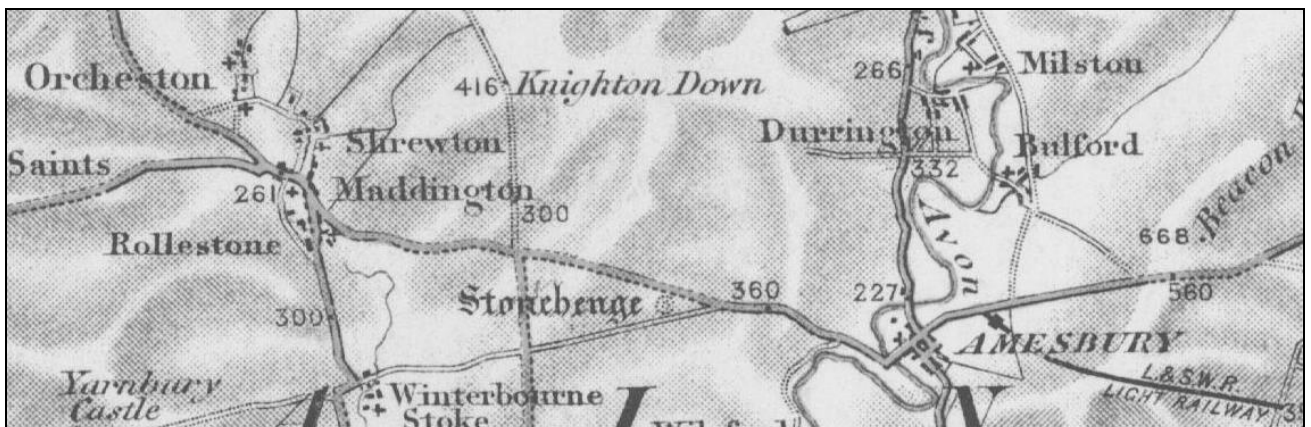 Orcheston
416
Knighton Down
266
Milston
Shrewton
Durrington
Bulford
Saints
332
261
Maddington
300
Avon
Beacon
Rollestone
668
Stonehenge
360
227
560
300
AMESBURY
Yarnbury
Castle
Winterbourne
Stoke
L. & S.W.R.
LIGHT RAILWAY